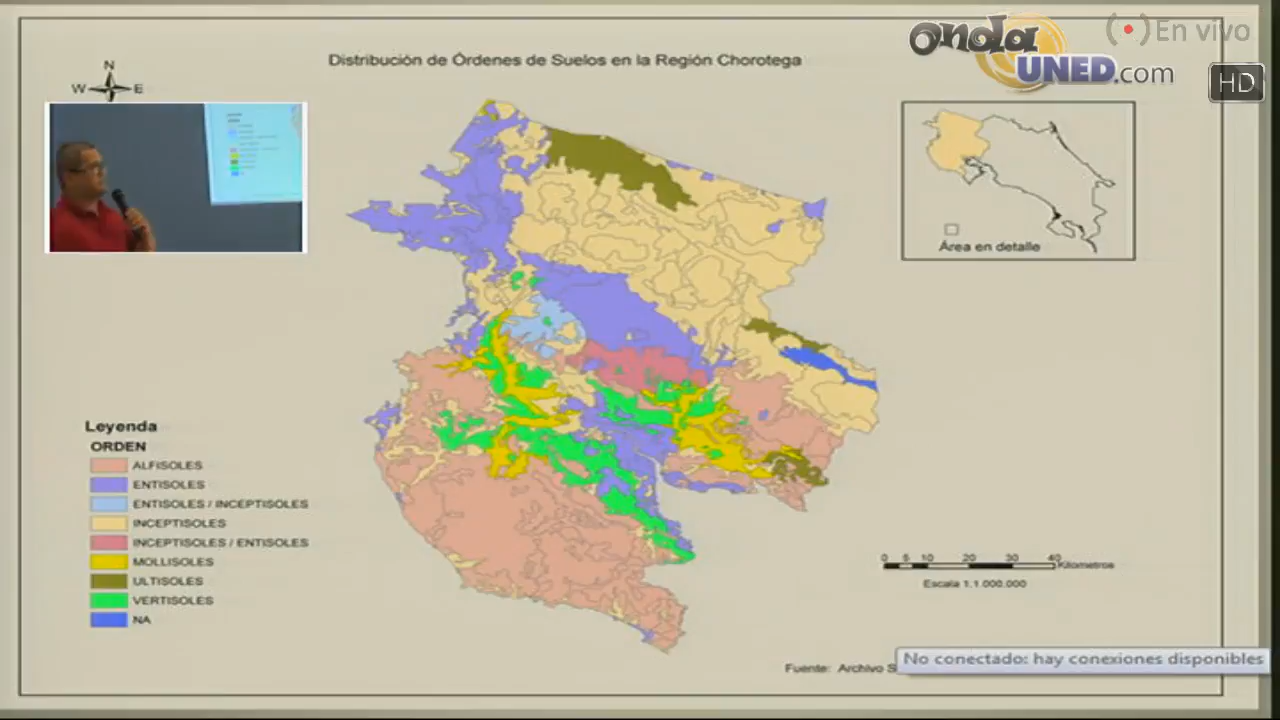 Distribución de Órdenes de Suelos en la Región Chorotega
onda
UNED.com
En vivo
HD
N
W E
Área en detalle
Leyenda
ORDEN
ALFISOLES
ENTISOLES
ENTISOLES / INCEPTISOLES
INCEPTISOLES
INCEPTISOLES / ENTISOLES
MOLLISOLES
ULTISOLES
VERTISOLES
NA
0 5 10 20 30 40
Kilometros
Escala 1:1.000.000
Fuente: Archivo S
No conectado: hay conexiones disponibles